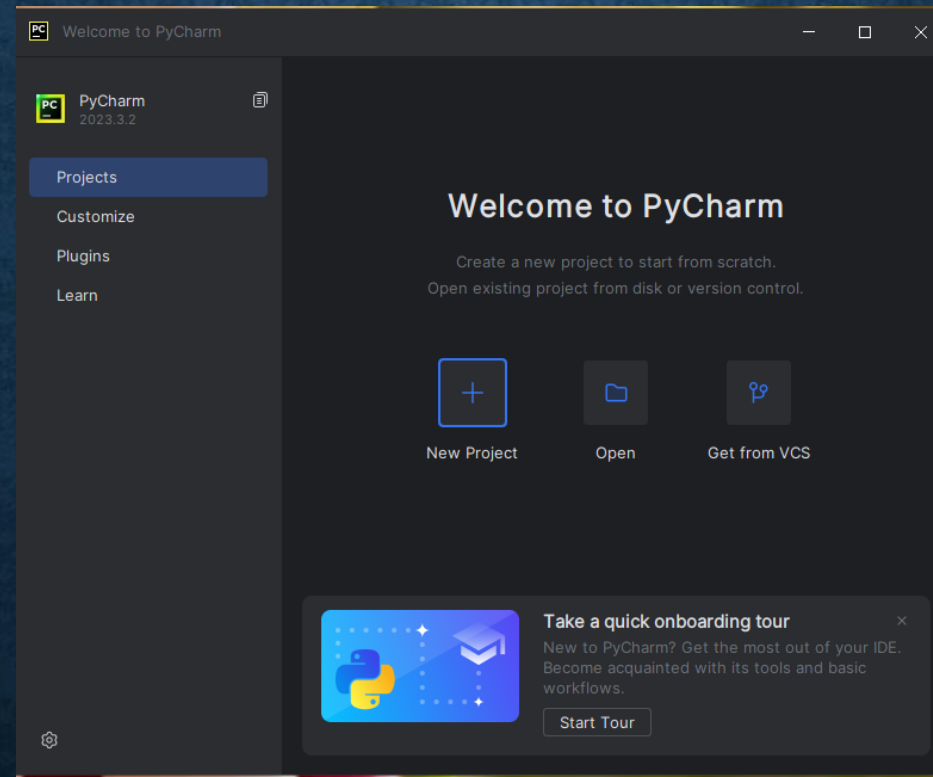 PC Welcome to PyCharm
PC PyCharm
2023.3.2
Projects
Customize
Plugins
Learn
Welcome to PyCharm
Create a new project to start from scratch.
Open existing project from disk or version control.
New Project
Open
Get from VCS
Take a quick onboarding tour
New to PyCharm? Get the most out of your IDE.
Become acquainted with its tools and basic
workflows.
Start Tour